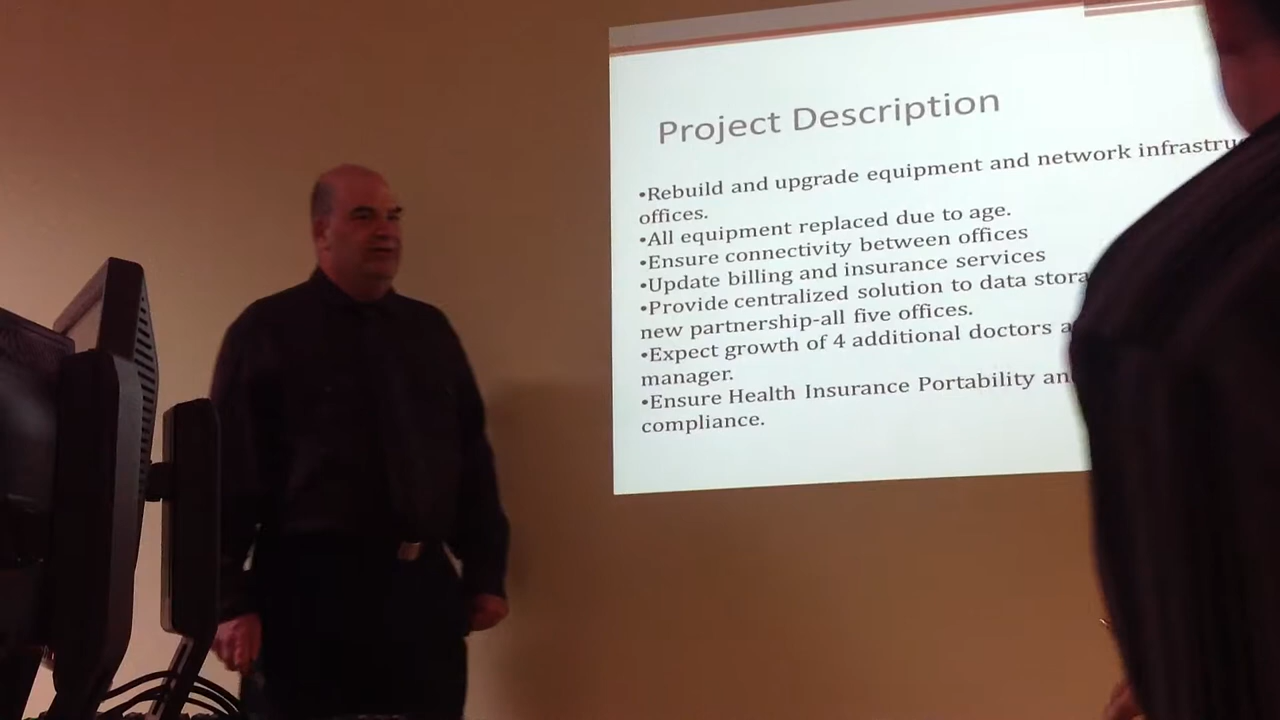 Project Description
•Rebuild and upgrade equipment and network
offices.
•All equipment replaced due to age.
•Ensure connectivity between offices
•Update billing and insurance services
•Provide centralized solution to data
new partnership-all five offices.
•Expect growth of 4 additional doctors
manager.
•Ensure Health Insurance Portability
compliance.